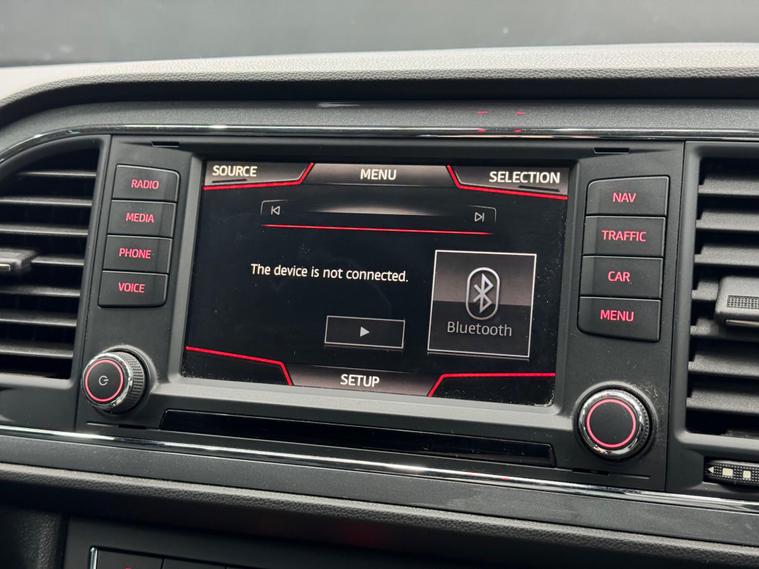 SOURCE
MENU
SELECTION
RADIO
MEDIA
PHONE
VOICE
The device is not connected.
Bluetooth
SETUP
NAV
TRAFFIC
CAR
MENU